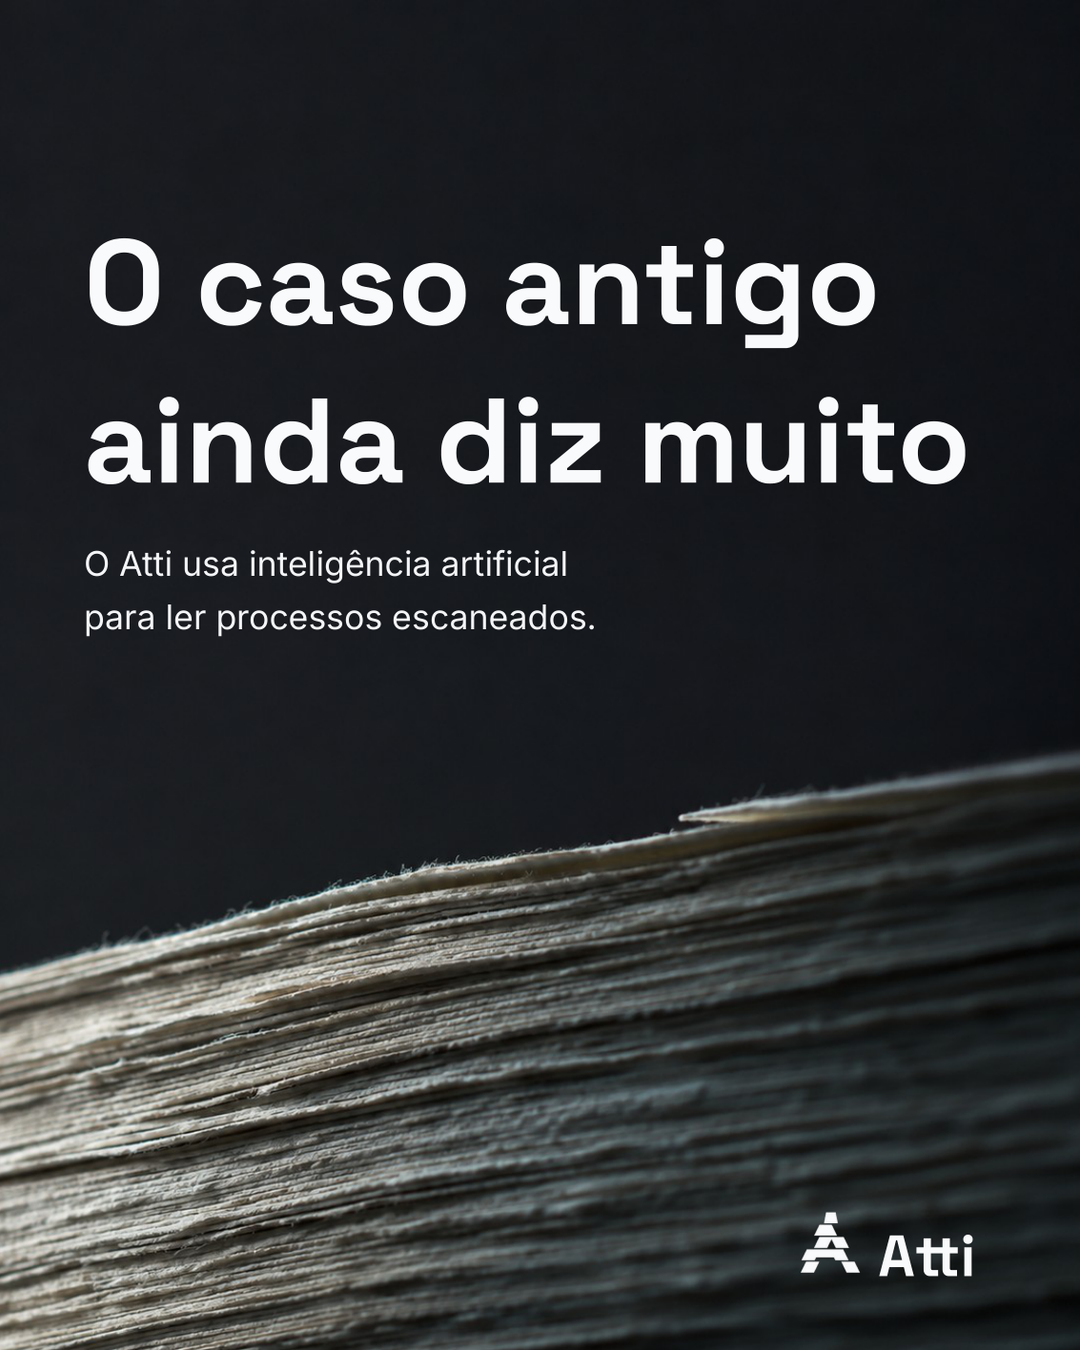 O caso antigo
ainda diz muito
O Atti usa inteligência artificial
para ler processos escaneados.
Atti